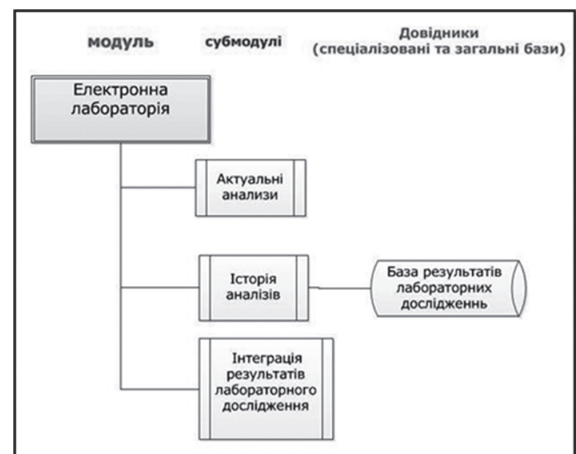 модуль
субмодулі
Довідники
(спеціалізовані та загальні бази)
Електронна
лабораторія
Актуальні
анализи
Історія
аналізів
База результатів
лабораторних
дослідженнь
Інтеграція
результатів
лабораторного
дослідження